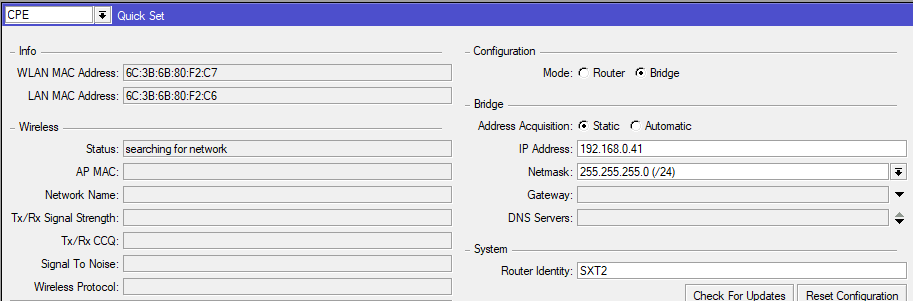 CPE Quick Set
Info
WLAN MAC Address: 6C:3B:6B:80:F2:C7
LAN MAC Address: 6C:3B:6B:80:F2:C6
Wireless
Status: searching for network
AP MAC:
Network Name:
Tx/Rx Signal Strength:
Tx/Rx CCQ:
Signal To Noise:
Wireless Protocol:
Configuration
Mode: Router Bridge
Bridge
Address Acquisition: Static Automatic
IP Address: 192.168.0.41
Netmask: 255.255.255.0 (/24)
Gateway:
DNS Servers:
System
Router Identity: SXT2
Check For Updates Reset Configuration